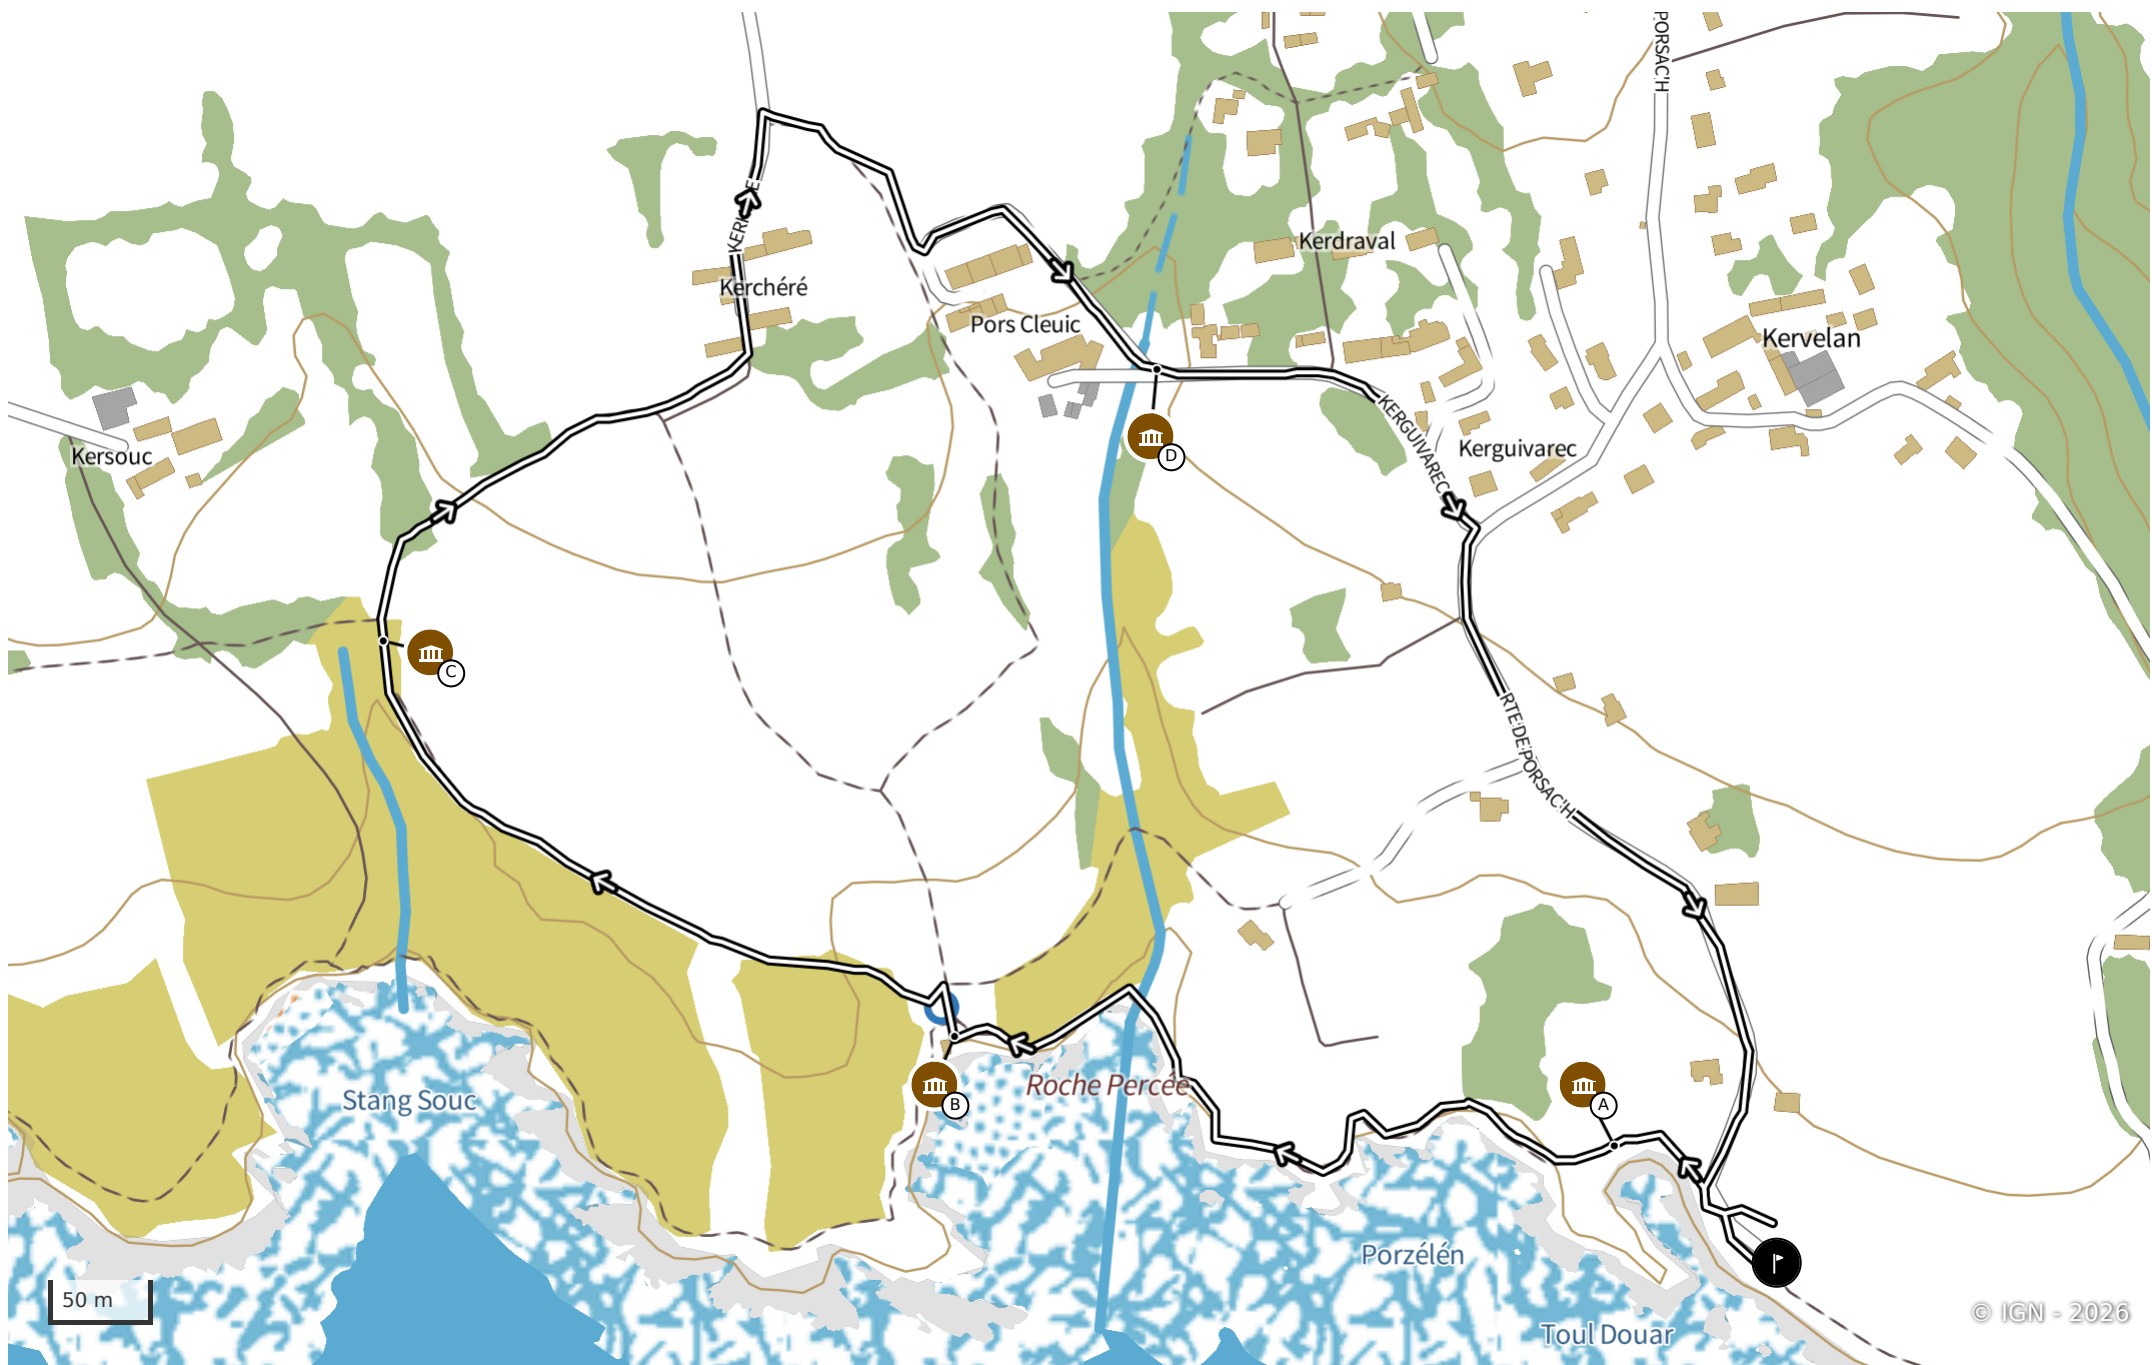 PORSAC'H
Kerdraval
Kerchéré
Pors Cleuic
Kervelan
KERGUIVAREC
Kerguivarec
Kersouc
D
C
RTE DE PORSAC'H
Roche Percée
Stang Souc
A
B
Porzélén
50 m
© IGN - 2026
Toul Douar